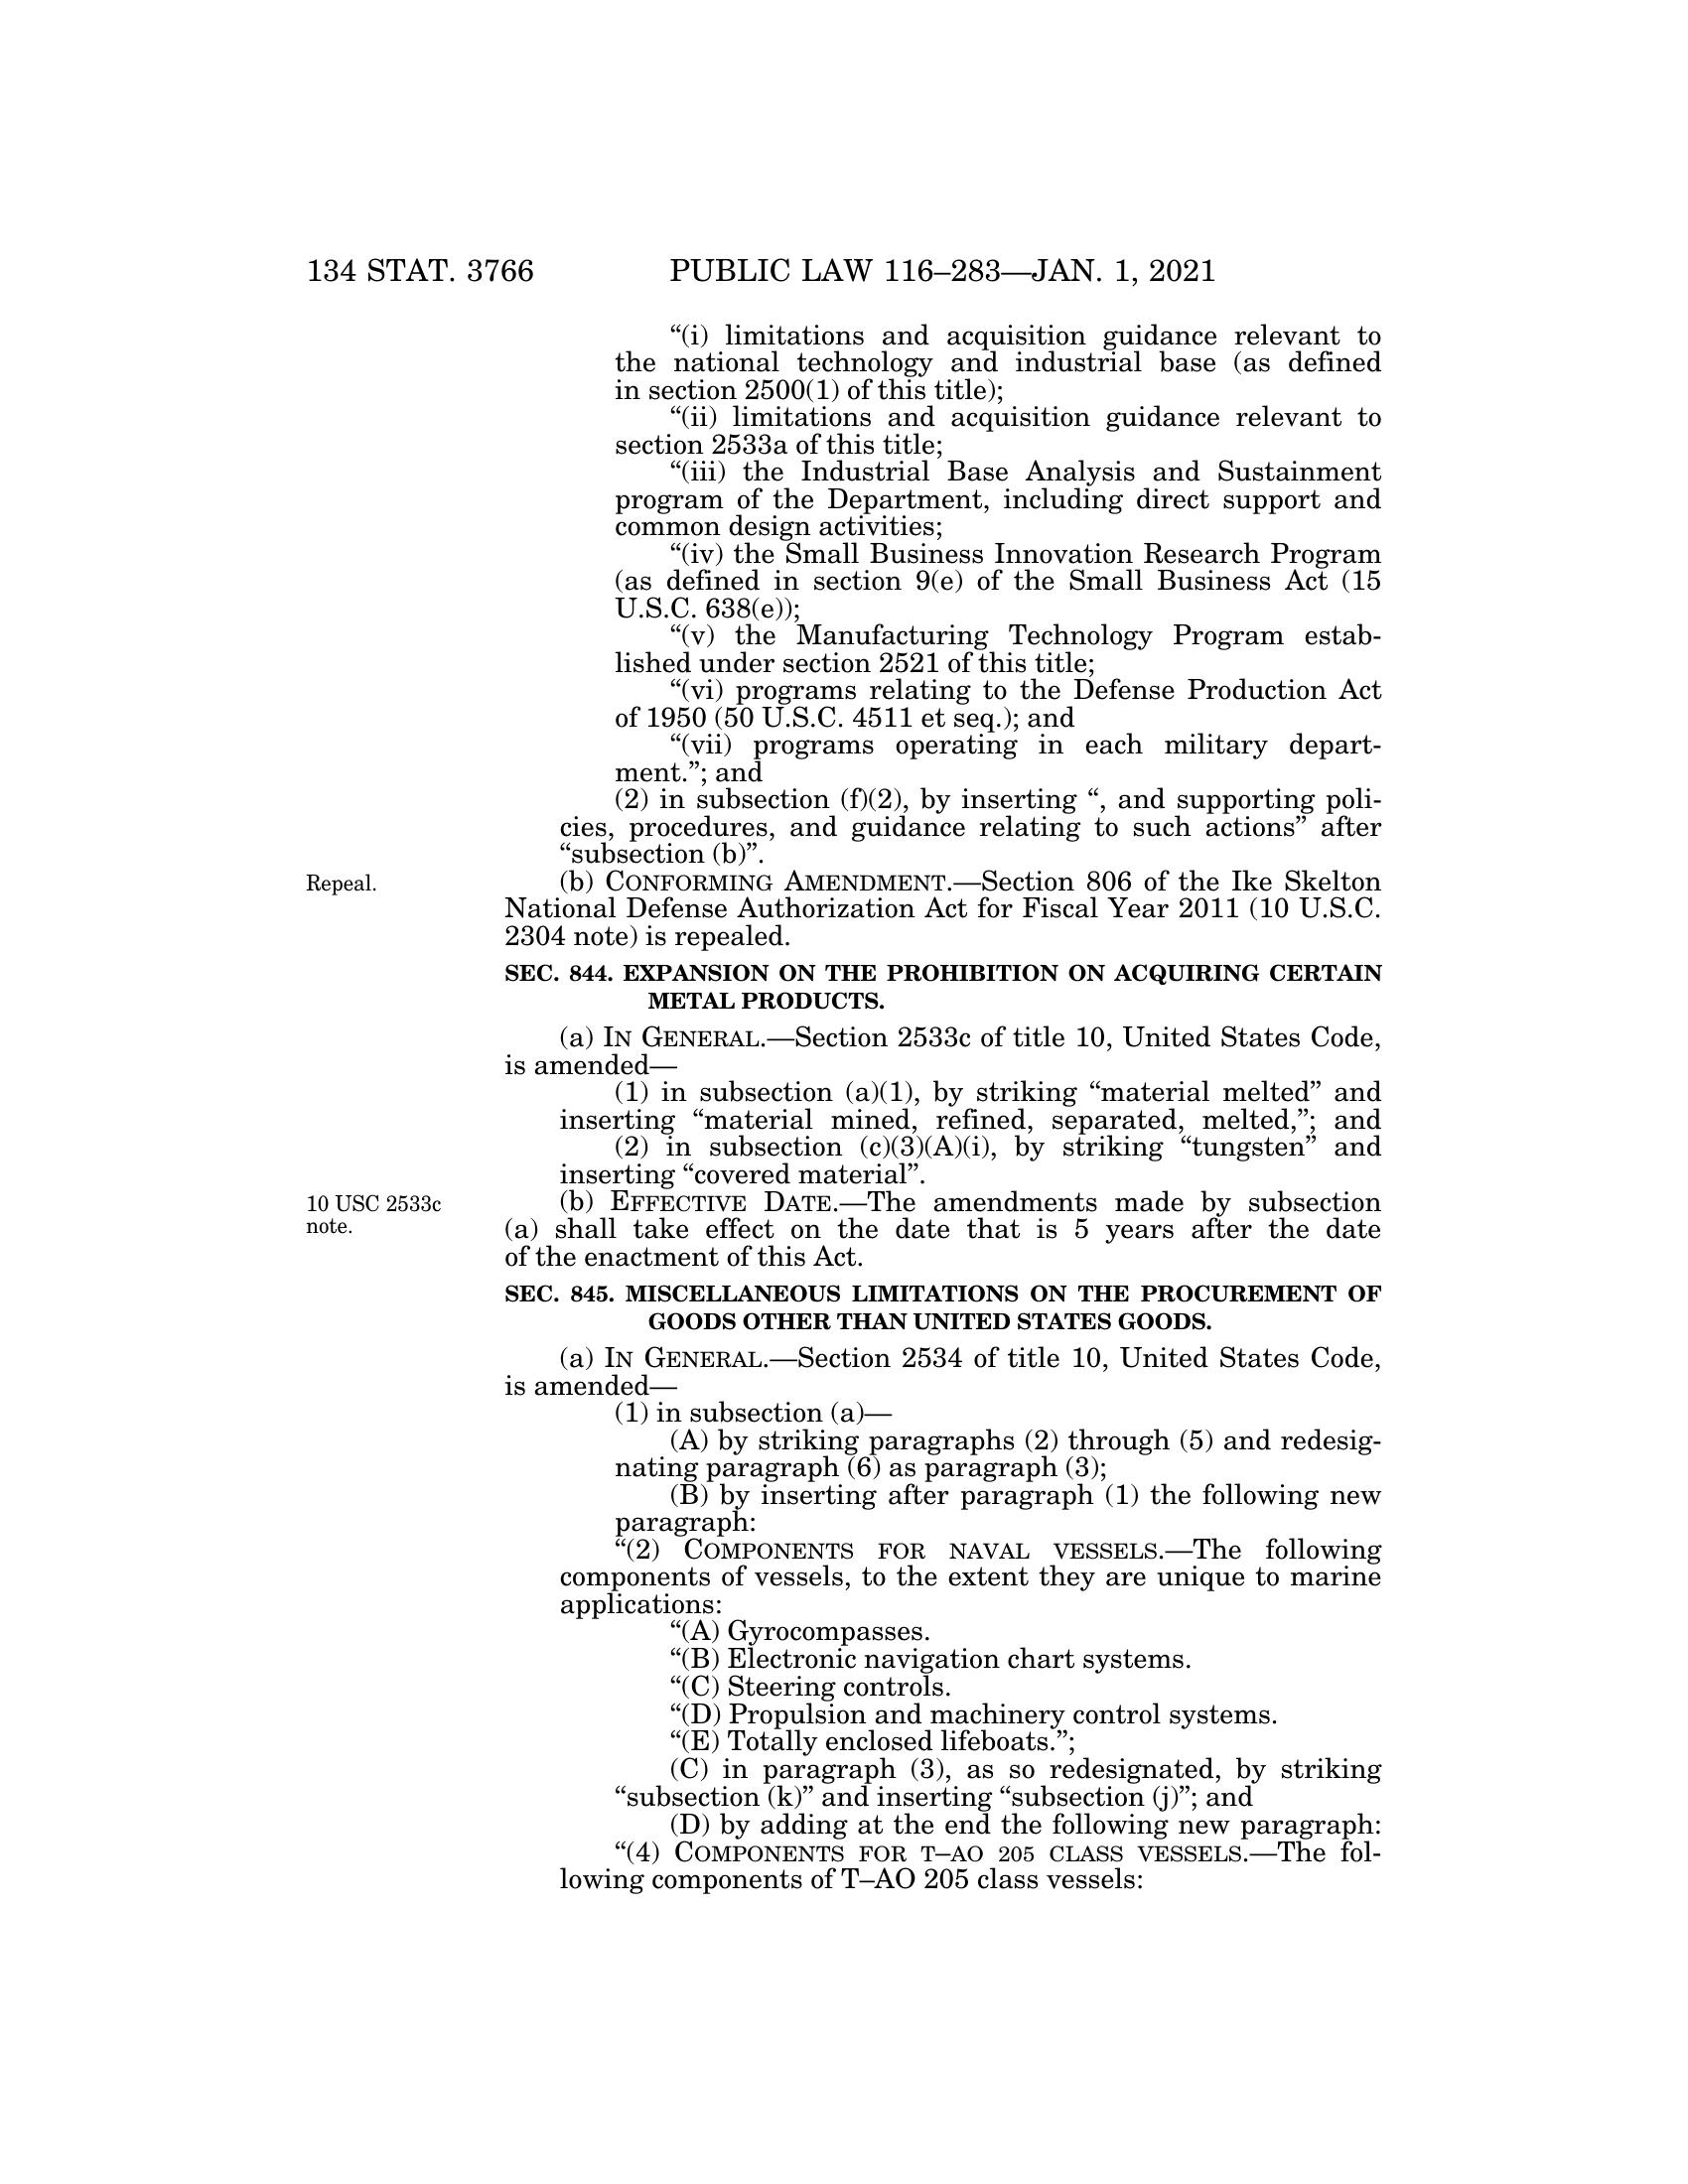 134 STAT. 3766 PUBLIC LAW 116–283—JAN. 1, 2021
“(i) limitations and acquisition guidance relevant to
the national technology and industrial base (as defined
in section 2500(1) of this title);
“(ii) limitations and acquisition guidance relevant to
section 2533a of this title;
“(iii) the Industrial Base Analysis and Sustainment
program of the Department, including direct support and
common design activities;
“(iv) the Small Business Innovation Research Program
(as defined in section 9(e) of the Small Business Act (15
U.S.C. 638(e));
“(v) the Manufacturing Technology Program estab-
lished under section 2521 of this title;
“(vi) programs relating to the Defense Production Act
of 1950 (50 U.S.C. 4511 et seq.); and
“(vii) programs operating in each military depart-
ment.”; and
(2) in subsection (f)(2), by inserting “, and supporting poli-
cies, procedures, and guidance relating to such actions” after
“subsection (b)”.
Repeal.
(b) CONFORMING AMENDMENT.—Section 806 of the Ike Skelton
National Defense Authorization Act for Fiscal Year 2011 (10 U.S.C.
2304 note) is repealed.
SEC. 844. EXPANSION ON THE PROHIBITION ON ACQUIRING CERTAIN
METAL PRODUCTS.
(a) IN GENERAL.—Section 2533c of title 10, United States Code,
is amended—
(1) in subsection (a)(1), by striking “material melted” and
inserting “material mined, refined, separated, melted,”; and
(2) in subsection (c)(3)(A)(i), by striking “tungsten” and
inserting “covered material”.
10 USC 2533c
note.
(b) EFFECTIVE DATE.—The amendments made by subsection
(a) shall take effect on the date that is 5 years after the date
of the enactment of this Act.
SEC. 845. MISCELLANEOUS LIMITATIONS ON THE PROCUREMENT OF
GOODS OTHER THAN UNITED STATES GOODS.
(a) IN GENERAL.—Section 2534 of title 10, United States Code,
is amended—
(1) in subsection (a)—
(A) by striking paragraphs (2) through (5) and redesig-
nating paragraph (6) as paragraph (3);
(B) by inserting after paragraph (1) the following new
paragraph:
“(2) COMPONENTS FOR NAVAL VESSELS.—The following
components of vessels, to the extent they are unique to marine
applications:
“(A) Gyrocompasses.
“(B) Electronic navigation chart systems.
“(C) Steering controls.
“(D) Propulsion and machinery control systems.
“(E) Totally enclosed lifeboats.”;
(C) in paragraph (3), as so redesignated, by striking
“subsection (k)” and inserting “subsection (j)”; and
(D) by adding at the end the following new paragraph:
“(4) COMPONENTS FOR T–AO 205 CLASS VESSELS.—The fol-
lowing components of T–AO 205 class vessels: